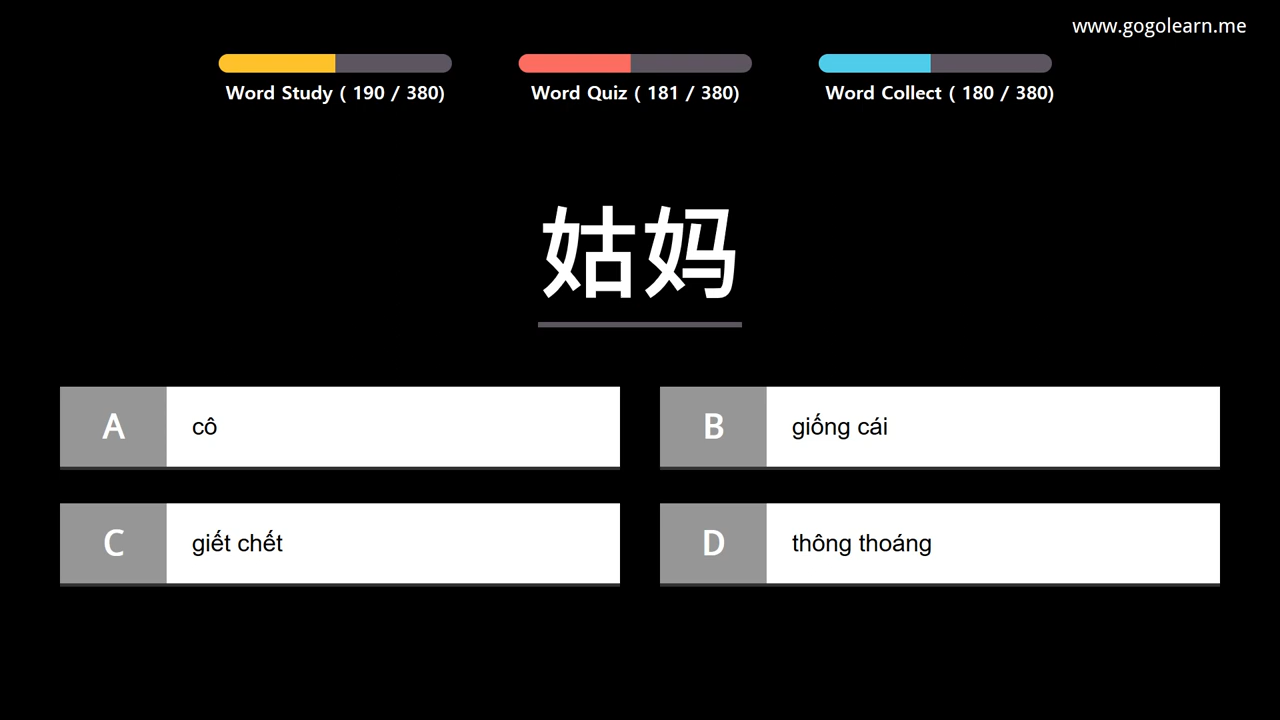 www.gogolearn.me
Word Study ( 190 / 380)
Word Quiz ( 181 / 380)
Word Collect ( 180 / 380)
姑妈
A cô
B giống cái
C giết chết
D thông thoáng